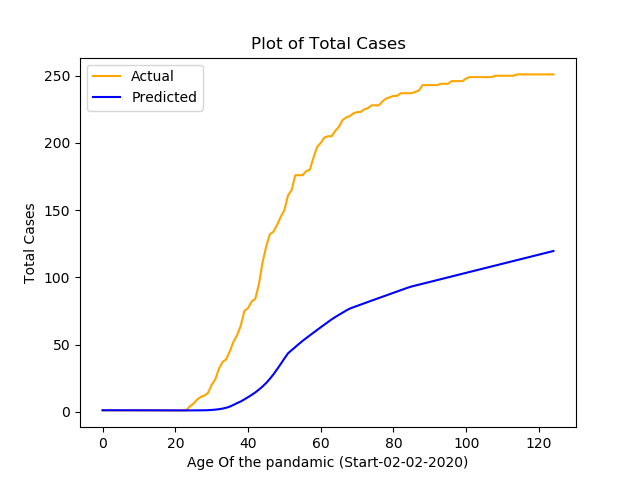 Plot of Total Cases
Actual
Predicted
Total Cases
250
200
150
100
50
0
0 20 40 60 80 100 120
Age Of the pandamic (Start-02-02-2020)